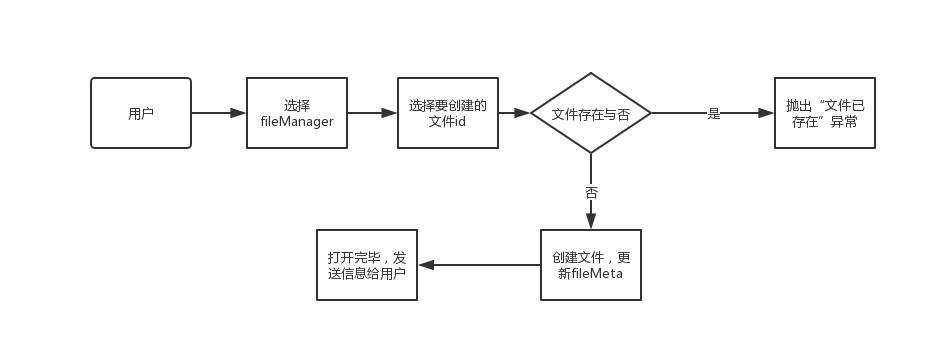 用户
选择
fileManager
选择要创建的
文件id
文件存在与否
是
抛出“文件已
存在”异常
否
打开完毕，发
送信息给用户
创建文件，更
新fileMeta